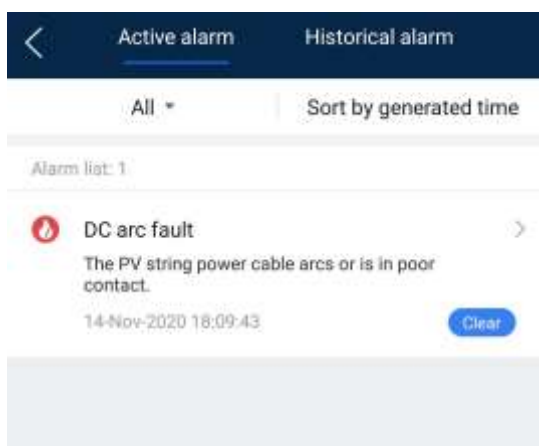 Active alarm Historical alarm
All Sort by generated time
Alarm list: 1
DC arc fault
The PV string power cable arcs or is in poor
contact.
14-Nov-2020 18:09:43 Clear